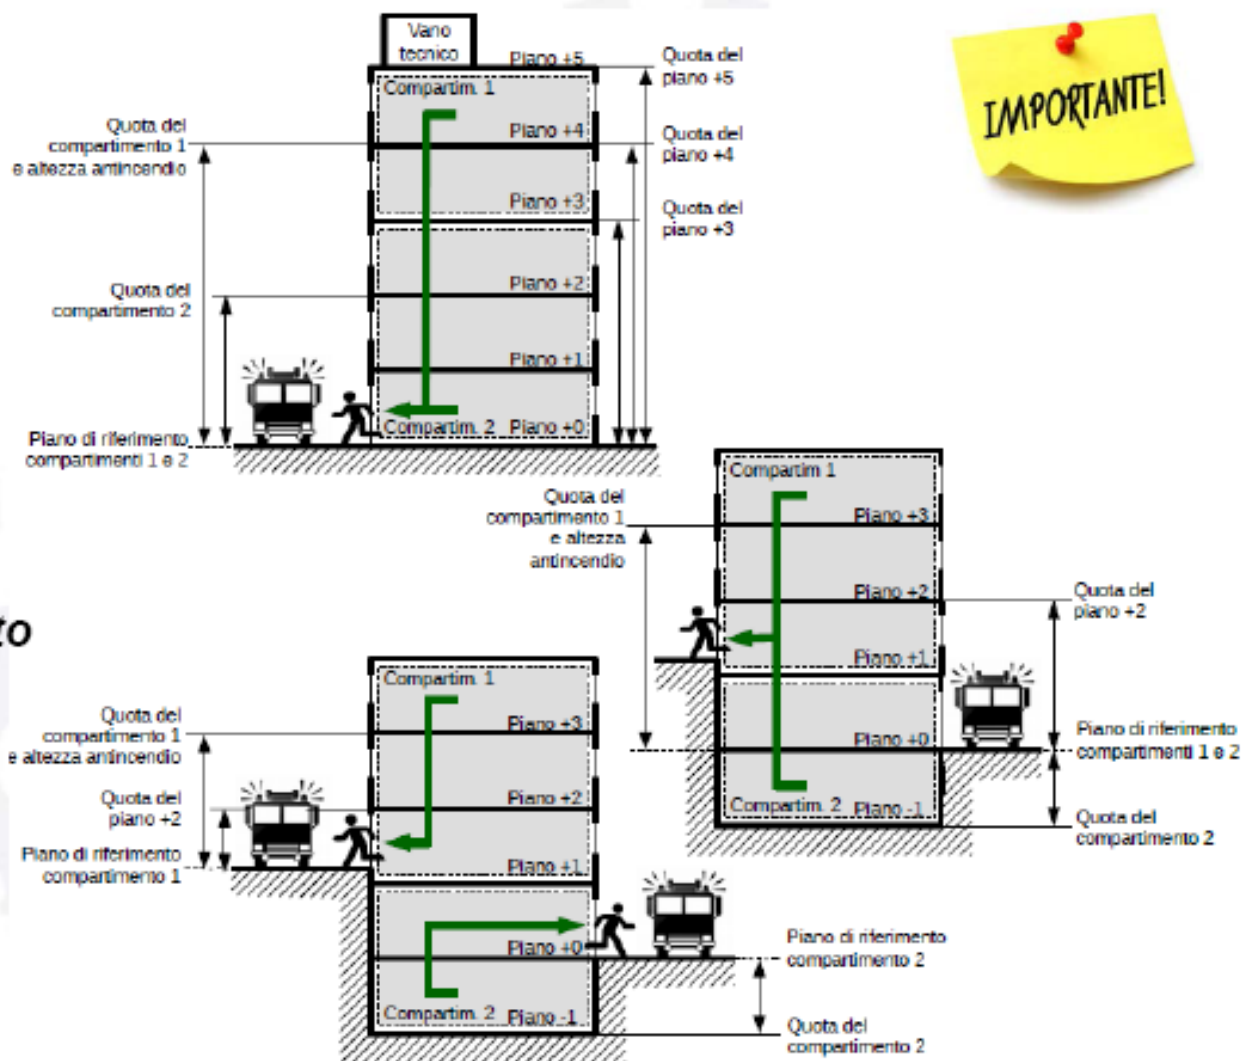 Vano
tecnico
Piano +5
Quota del
piano +5
Compartim. 1
IMPORTANTE!
Quota del
compartimento 1
e altezza antincendio
Piano +4
Quota del
piano +4
Piano +3
Quota del
piano +3
Quota del
compartimento 2
Piano +2
Piano +1
Piano di riferimento
compartimenti 1 e 2
Compartim. 2
Piano +0
Quota del
compartimento 1
e altezza
antincendio
Compartim 1
Piano +3
Piano +2
Quota del
piano +2
Piano +1
Piano +0
Piano di riferimento
compartimenti 1 e 2
Compartim. 2
Piano -1
Quota del
compartimento 2
to
Compartim. 1
Quota del
compartimento 1
e altezza antincendio
Piano +3
Quota del
piano +2
Piano +2
Piano di riferimento
compartimento 1
Piano +1
Piano +0
Piano di riferimento
compartimento 2
Compartim. 2
Piano -1
Quota del
compartimento 2